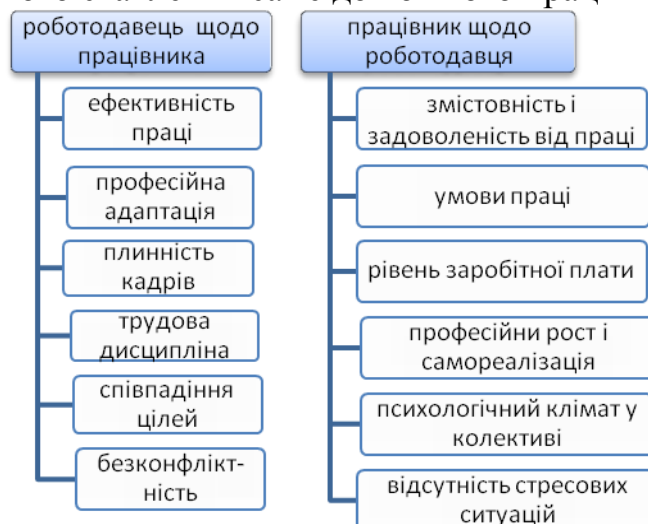 роботодавець щодо
працівника
ефективність
праці
професійна
адаптація
плинність
кадрів
трудова
дисципліна
співпадіння
цілей
безконфлікт-
ність
працівник щодо
роботодавця
змістовність і
задоволеність від праці
умови праці
рівень заробітної плати
професійни рост і
самореалізація
психологічний клімат у
колективі
відсутність стресових
ситуацій